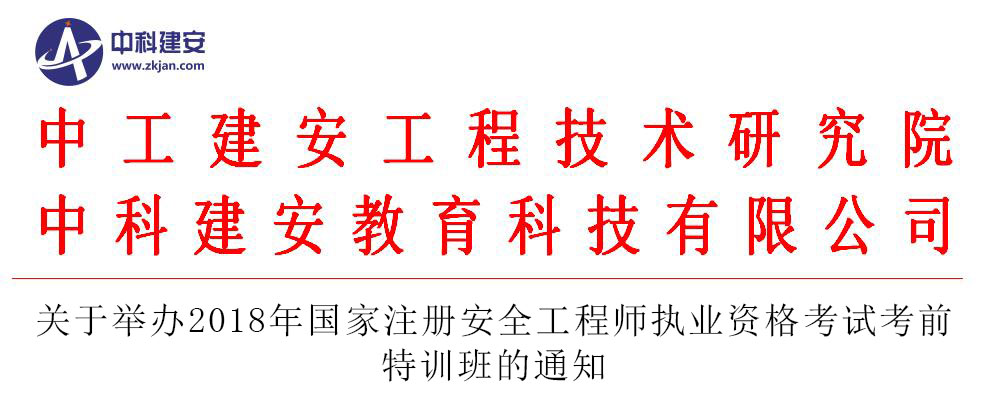 中科建安
www.zkjan.com
中工建安工程技术研究院
中科建安教育科技有限公司
关于举办2018年国家注册安全工程师执业资格考试考前
特训班的通知